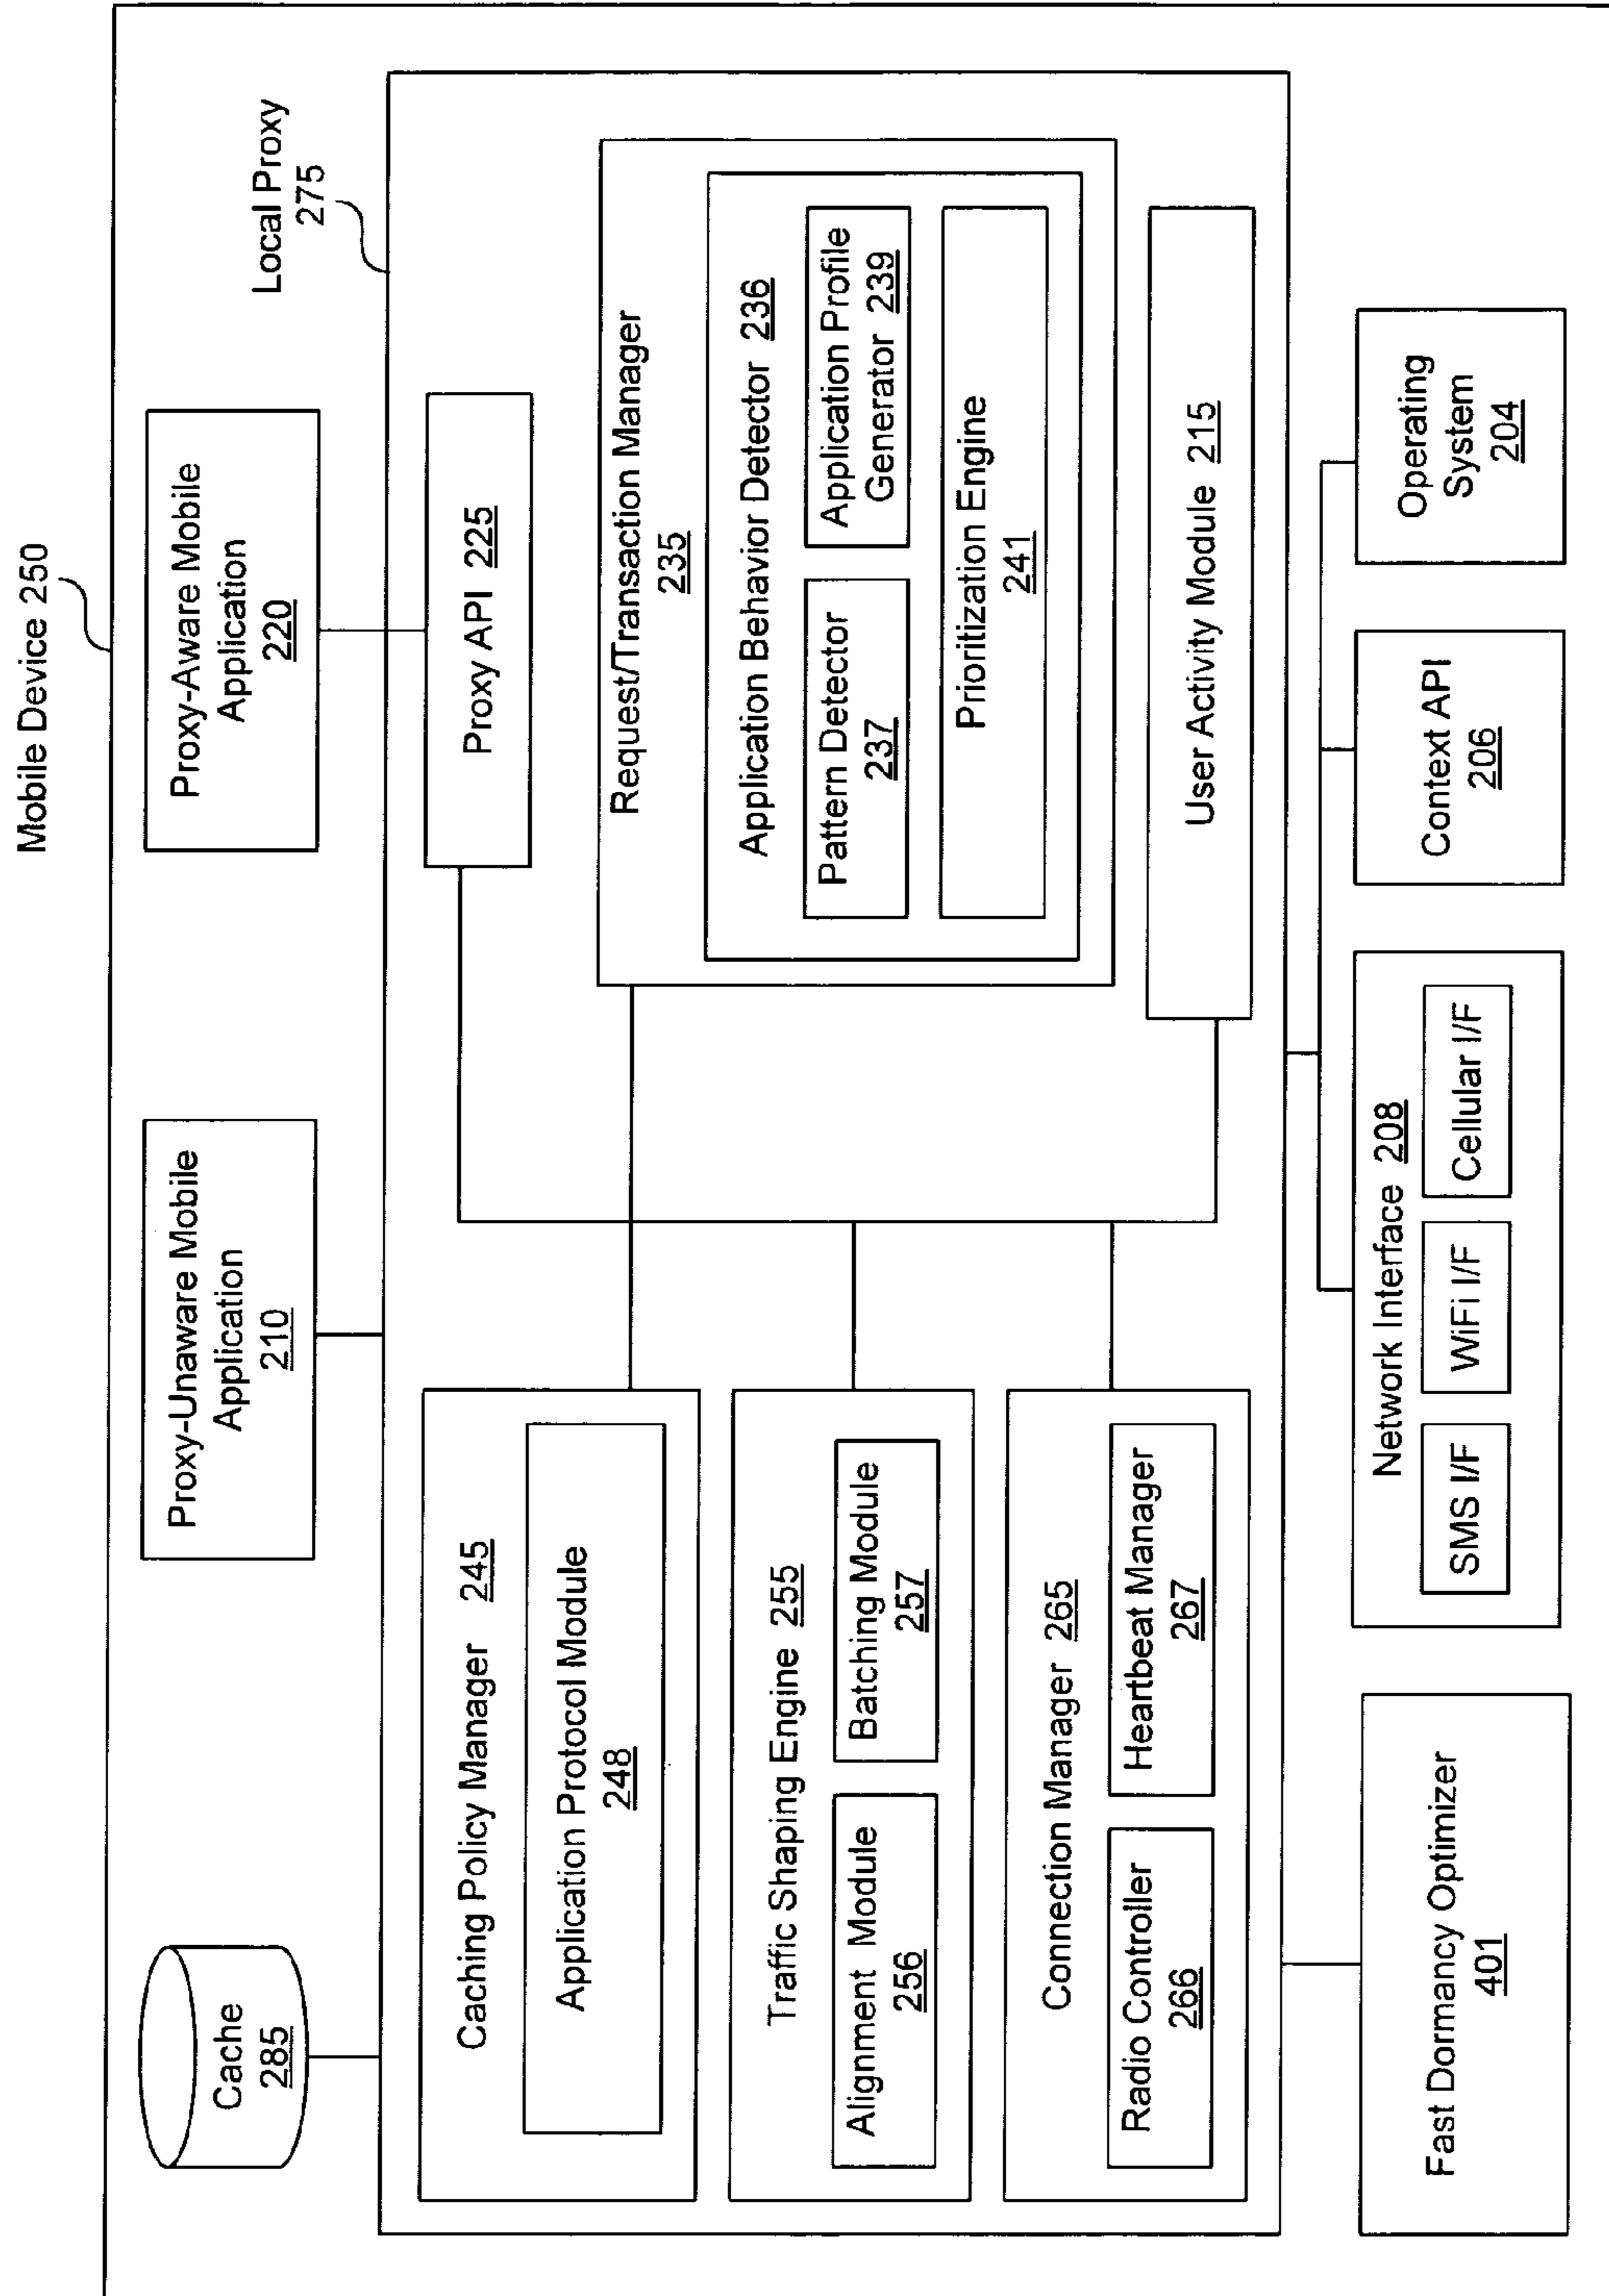 Mobile Device 250
Cache
285
Proxy-Unaware Mobile
Application
210
Proxy-Aware Mobile
Application
220
Local Proxy
275
Caching Policy Manager 245
Application Protocol Module
248
Traffic Shaping Engine 255
Alignment Module
256
Batching Module
257
Connection Manager 265
Radio Controller
266
Heartbeat Manager
267
Proxy API 225
Request/Transaction Manager
235
Application Behavior Detector 236
Pattern Detector
237
Application Profile
Generator 239
Prioritization Engine
241
User Activity Module 215
Fast Dormancy Optimizer
401
Network Interface 208
SMS I/F
WiFi I/F
Cellular I/F
Context API
206
Operating
System
204